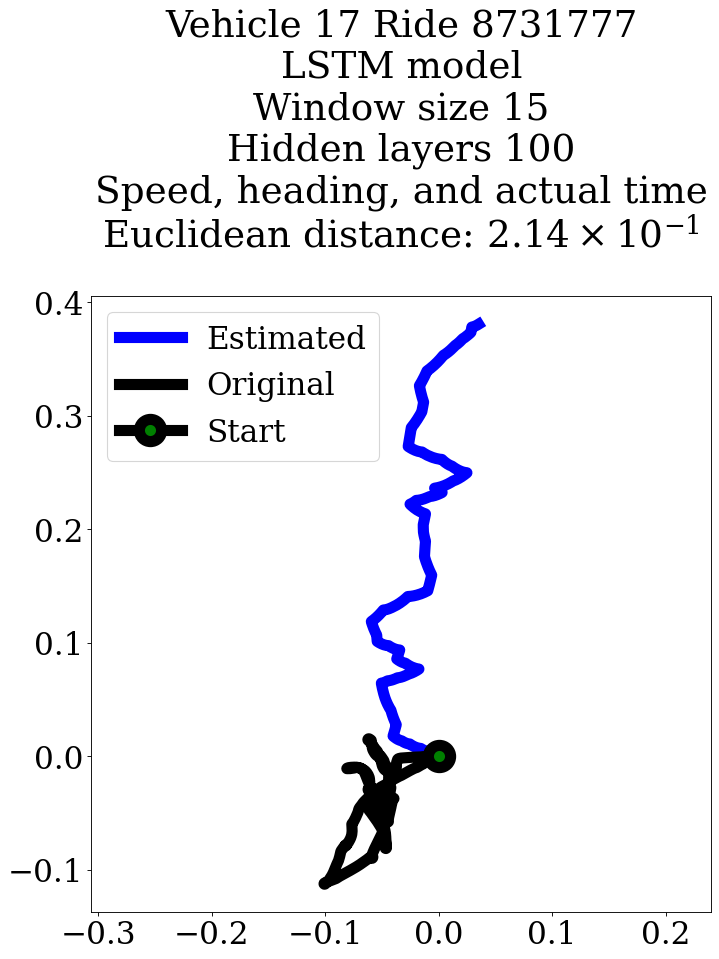 Vehicle 17 Ride 8731777
LSTM model
Window size 15
Hidden layers 100
Speed, heading, and actual time
Euclidean distance: 2.14 × 10⁻¹
Estimated
Original
Start
0.4
0.3
0.2
0.1
0.0
−0.1
−0.3 −0.2 −0.1 0.0 0.1 0.2